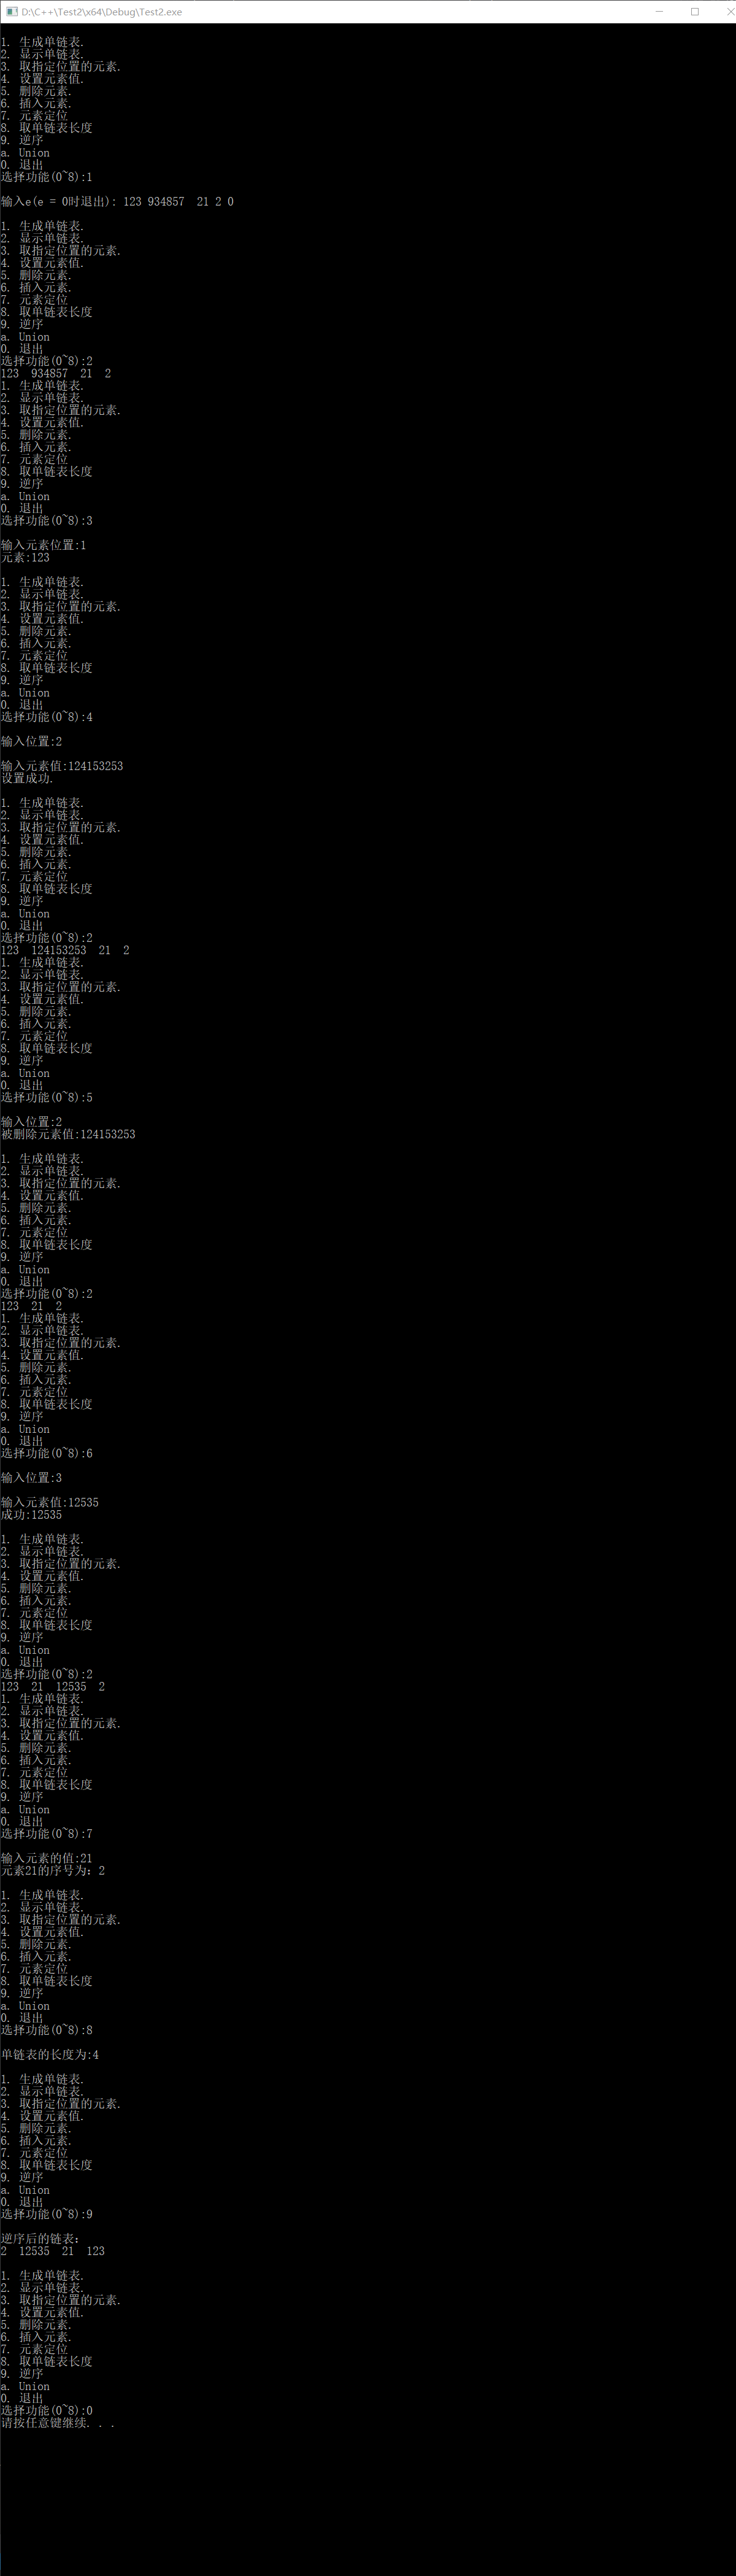 D:\C++\Test2\x64\Debug\Test2.exe
1. 生成单链表.
2. 显示单链表.
3. 取指定位置的元素.
4. 设置元素值.
5. 删除元素.
6. 插入元素.
7. 元素定位
8. 取单链表长度
9. 逆序
a. Union
0. 退出
选择功能(0~8):1
输入e(e = 0时退出): 123 934857  21 2 0
1. 生成单链表.
2. 显示单链表.
3. 取指定位置的元素.
4. 设置元素值.
5. 删除元素.
6. 插入元素.
7. 元素定位
8. 取单链表长度
9. 逆序
a. Union
0. 退出
选择功能(0~8):2
123  934857  21  2
1. 生成单链表.
2. 显示单链表.
3. 取指定位置的元素.
4. 设置元素值.
5. 删除元素.
6. 插入元素.
7. 元素定位
8. 取单链表长度
9. 逆序
a. Union
0. 退出
选择功能(0~8):3
输入元素位置:1
元素:123
1. 生成单链表.
2. 显示单链表.
3. 取指定位置的元素.
4. 设置元素值.
5. 删除元素.
6. 插入元素.
7. 元素定位
8. 取单链表长度
9. 逆序
a. Union
0. 退出
选择功能(0~8):4
输入位置:2
输入元素值:124153253
设置成功.
1. 生成单链表.
2. 显示单链表.
3. 取指定位置的元素.
4. 设置元素值.
5. 删除元素.
6. 插入元素.
7. 元素定位
8. 取单链表长度
9. 逆序
a. Union
0. 退出
选择功能(0~8):2
123  124153253  21  2
1. 生成单链表.
2. 显示单链表.
3. 取指定位置的元素.
4. 设置元素值.
5. 删除元素.
6. 插入元素.
7. 元素定位
8. 取单链表长度
9. 逆序
a. Union
0. 退出
选择功能(0~8):5
输入位置:2
被删除元素值:124153253
1. 生成单链表.
2. 显示单链表.
3. 取指定位置的元素.
4. 设置元素值.
5. 删除元素.
6. 插入元素.
7. 元素定位
8. 取单链表长度
9. 逆序
a. Union
0. 退出
选择功能(0~8):2
123  21  2
1. 生成单链表.
2. 显示单链表.
3. 取指定位置的元素.
4. 设置元素值.
5. 删除元素.
6. 插入元素.
7. 元素定位
8. 取单链表长度
9. 逆序
a. Union
0. 退出
选择功能(0~8):6
输入位置:3
输入元素值:12535
成功:12535
1. 生成单链表.
2. 显示单链表.
3. 取指定位置的元素.
4. 设置元素值.
5. 删除元素.
6. 插入元素.
7. 元素定位
8. 取单链表长度
9. 逆序
a. Union
0. 退出
选择功能(0~8):2
123  21  12535  2
1. 生成单链表.
2. 显示单链表.
3. 取指定位置的元素.
4. 设置元素值.
5. 删除元素.
6. 插入元素.
7. 元素定位
8. 取单链表长度
9. 逆序
a. Union
0. 退出
选择功能(0~8):7
输入元素的值:21
元素21的序号为：2
1. 生成单链表.
2. 显示单链表.
3. 取指定位置的元素.
4. 设置元素值.
5. 删除元素.
6. 插入元素.
7. 元素定位
8. 取单链表长度
9. 逆序
a. Union
0. 退出
选择功能(0~8):8
单链表的长度为:4
1. 生成单链表.
2. 显示单链表.
3. 取指定位置的元素.
4. 设置元素值.
5. 删除元素.
6. 插入元素.
7. 元素定位
8. 取单链表长度
9. 逆序
a. Union
0. 退出
选择功能(0~8):9
逆序后的链表：
2  12535  21  123
1. 生成单链表.
2. 显示单链表.
3. 取指定位置的元素.
4. 设置元素值.
5. 删除元素.
6. 插入元素.
7. 元素定位
8. 取单链表长度
9. 逆序
a. Union
0. 退出
选择功能(0~8):0
请按任意键继续. . .